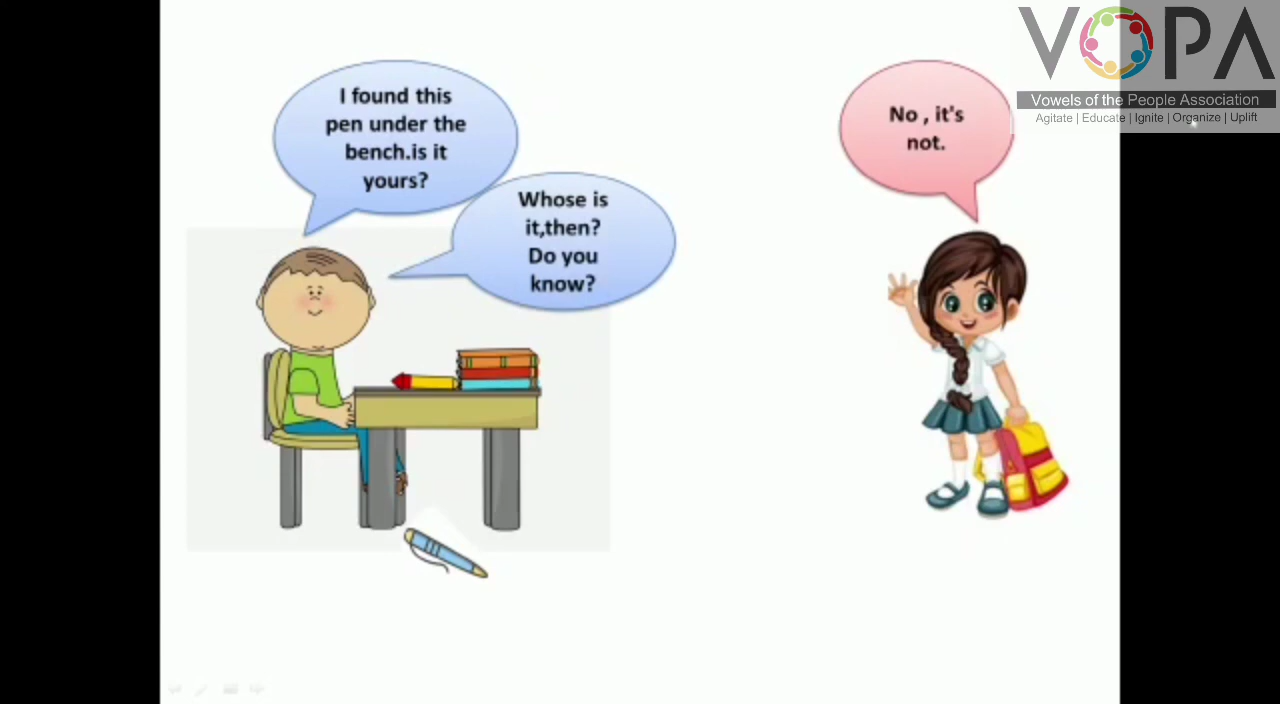 I found this
pen under the
bench.is it
yours?
Whose is
it,then?
Do you
know?
No , it's
not.
VOPA
Vowels of the People Association
Agitate | Educate | Ignite | Organize | Uplift